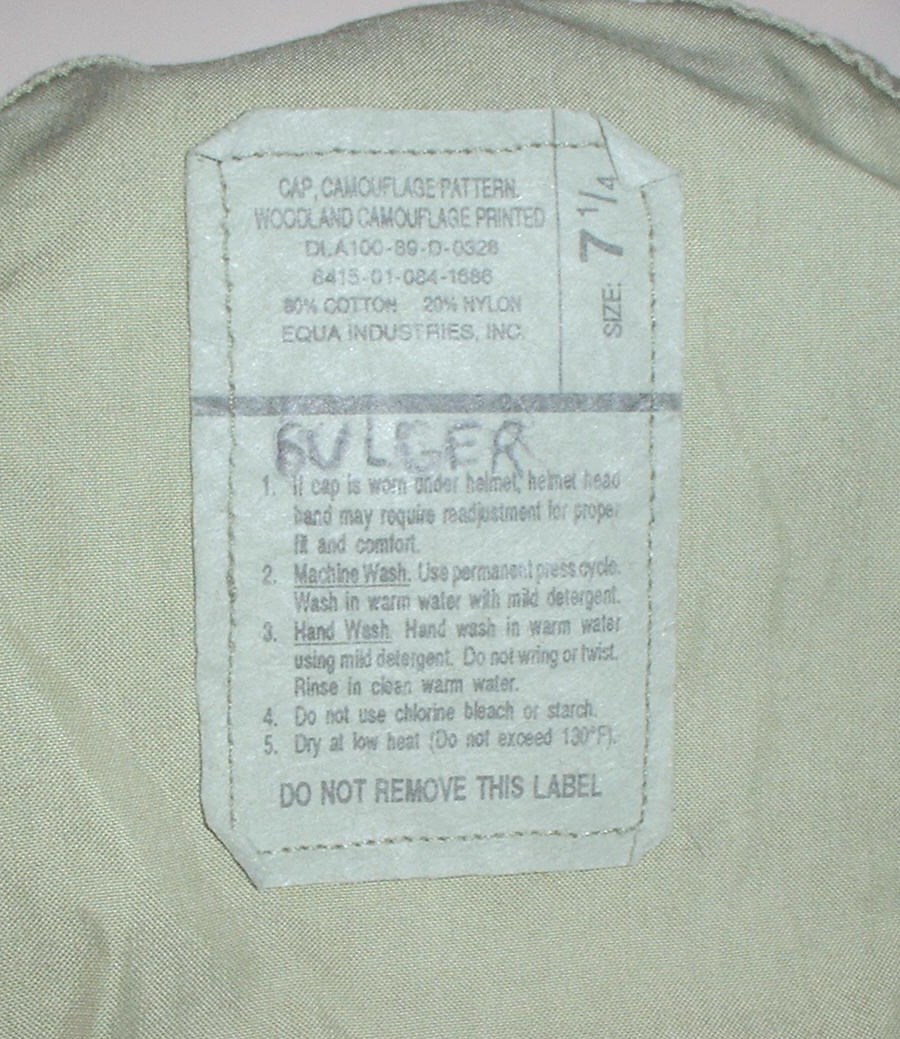 CAP, CAMOUFLAGE PATTERN.
WOODLAND CAMOUFLAGE PRINTED
DLA100-89-D-0328
8415-01-084-1686
80% COTTON 20% NYLON
EQUA INDUSTRIES, INC.
SIZE: 7 1/4
BULGER
1. If cap is worn under helmet, helmet head
band may require readjustment for proper
fit and comfort.
2. Machine Wash. Use permanent press cycle.
Wash in warm water with mild detergent.
3. Hand Wash. Hand wash in warm water
using mild detergent. Do not wring or twist.
Rinse in clean warm water.
4. Do not use chlorine bleach or starch.
5. Dry at low heat (Do not exceed 130°F).
DO NOT REMOVE THIS LABEL